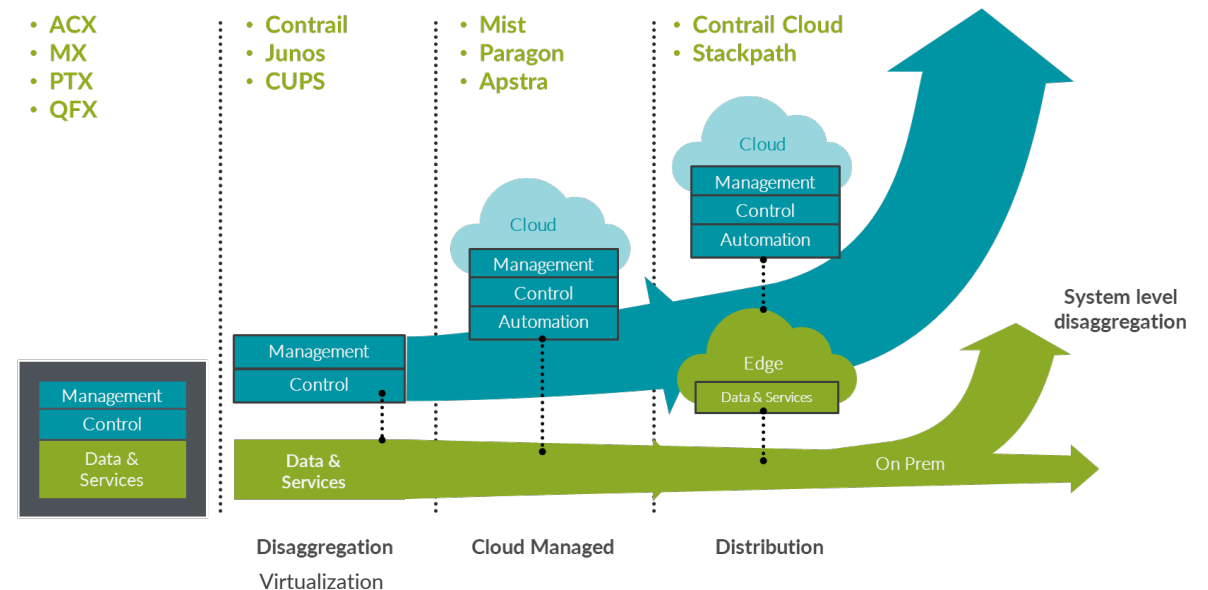 • ACX
• MX
• PTX
• QFX
• Contrail
• Junos
• CUPS
• Mist
• Paragon
• Apstra
• Contrail Cloud
• Stackpath
Cloud
Management
Control
Automation
Cloud
Management
Control
Automation
System level
disaggregation
Management
Control
Edge
Data & Services
Management
Control
Data &
Services
Data &
Services
On Prem
Disaggregation
Virtualization
Cloud Managed
Distribution